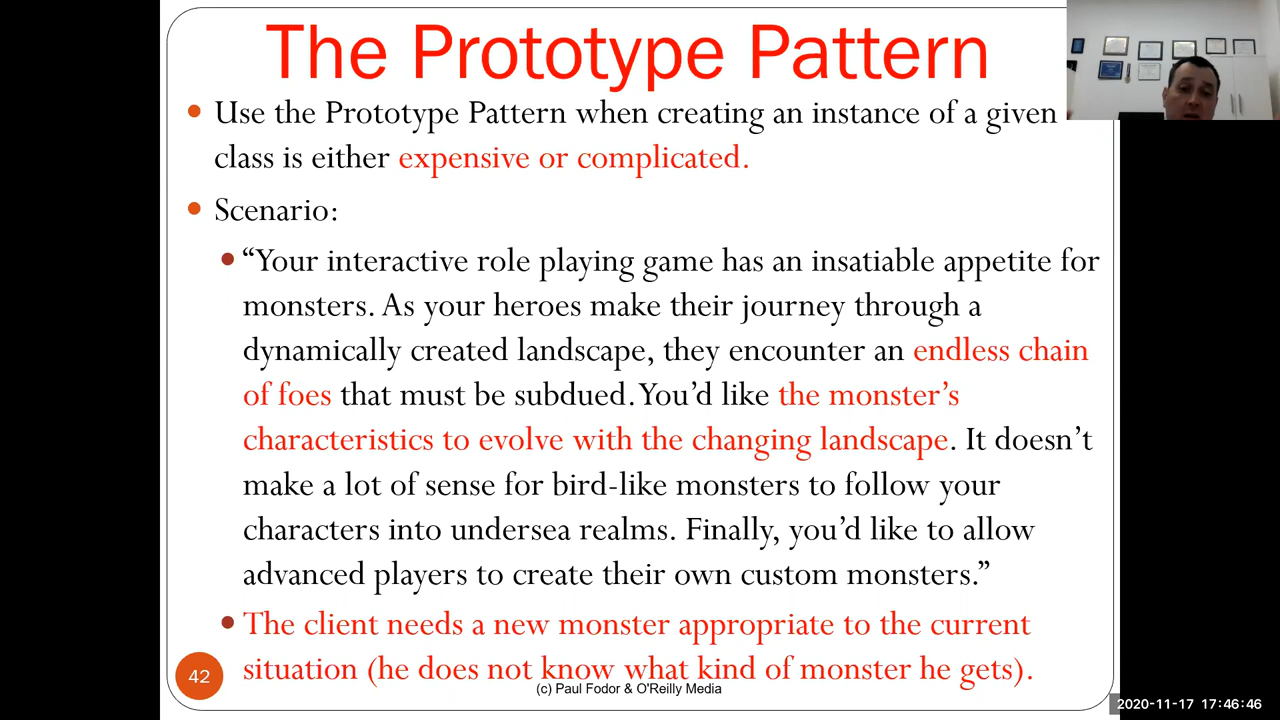 The Prototype Pattern
• Use the Prototype Pattern when creating an instance of a given
class is either expensive or complicated.
• Scenario:
• “Your interactive role playing game has an insatiable appetite for
monsters. As your heroes make their journey through a
dynamically created landscape, they encounter an endless chain
of foes that must be subdued. You’d like the monster’s
characteristics to evolve with the changing landscape. It doesn’t
make a lot of sense for bird-like monsters to follow your
characters into undersea realms. Finally, you’d like to allow
advanced players to create their own custom monsters.”
• The client needs a new monster appropriate to the current
situation (he does not know what kind of monster he gets).
42
(c) Paul Fodor & O'Reilly Media
2020-11-17 17:46:46